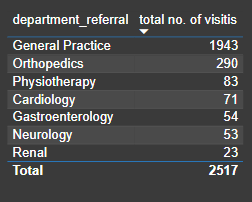 department_referral total no. of visitis
General Practice 1943
Orthopedics 290
Physiotherapy 83
Cardiology 71
Gastroenterology 54
Neurology 53
Renal 23
Total 2517